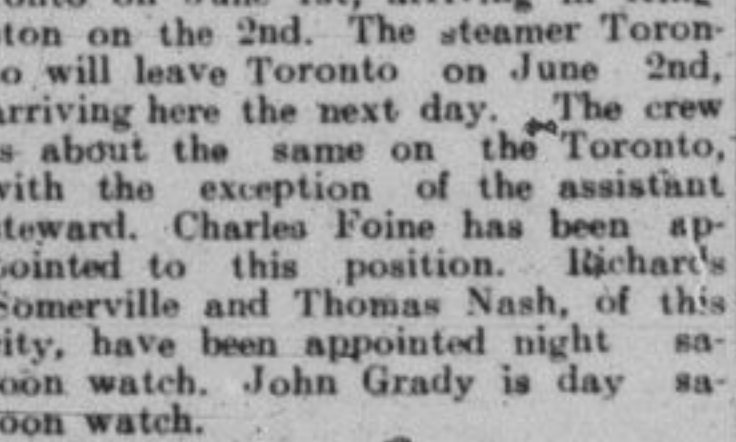 ton on the 2nd. The steamer Toron-
o will leave Toronto on June 2nd,
arriving here the next day. The crew
s about the same on the Toronto,
with the exception of the assistant
steward. Charles Foine has been ap-
pointed to this position. Richards
Somerville and Thomas Nash, of this
ity, have been appointed night sa-
oon watch. John Grady is day sa-
oon watch.